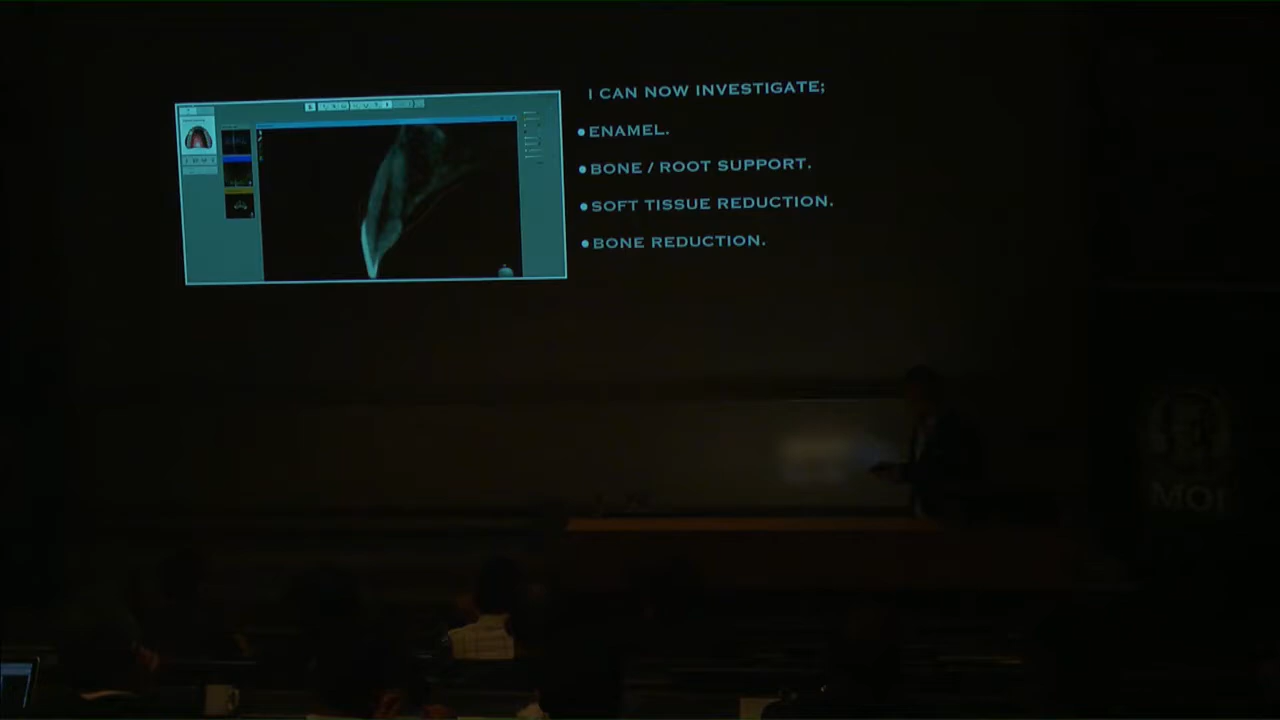 I CAN NOW INVESTIGATE;
• ENAMEL.
• BONE / ROOT SUPPORT.
• SOFT TISSUE REDUCTION.
• BONE REDUCTION.